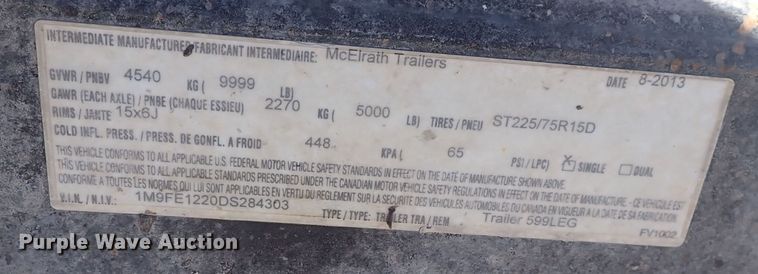 INTERMEDIATE MANUFACTURER/FABRICANT INTERMEDIAIRE: McElrath Trailers
GVWR / PNBV 4540 KG ( 9999 LB) DATE 8-2013
GAWR (EACH AXLE) / PNBE (CHAQUE ESSIEU) 2270 KG ( 5000 LB) TIRES / PNEU ST225/75R15D
RIMS / JANTE 15x6J
COLD INFL. PRESS. / PRESS. DE GONFL. A FROID 448 KPA ( 65 PSI / LPC) X SINGLE DUAL
THIS VEHICLE CONFORMS TO ALL APPLICABLE U.S. FEDERAL MOTOR VEHICLE SAFETY STANDARDS IN EFFECT ON THE DATE OF MANUFACTURE SHOWN ABOVE.
THIS VEHICLE CONFORMS TO ALL APPLICABLE STANDARDS PRESCRIBED UNDER THE CANADIAN MOTOR VEHICLE SAFETY REGULATIONS IN EFFECT ON THE DATE OF MANUFACTURE - CE VEHICULE EST
CONFORME A TOUTES LES NORMES QUI LUI SONT APPLICABLES EN VERTU DU REGLEMENT SUR LA SECURITE DES VEHICULES AUTOMOBILES DU CANADA EN VIGUEUR A LA DATE DE SA FABRICATION.
V.I.N. / N.I.V. 1M9FE1220DS284303 TYPE / TYPE: TRAILER TRA / REM Trailer 599LEG
FV1002
Purple Wave Auction